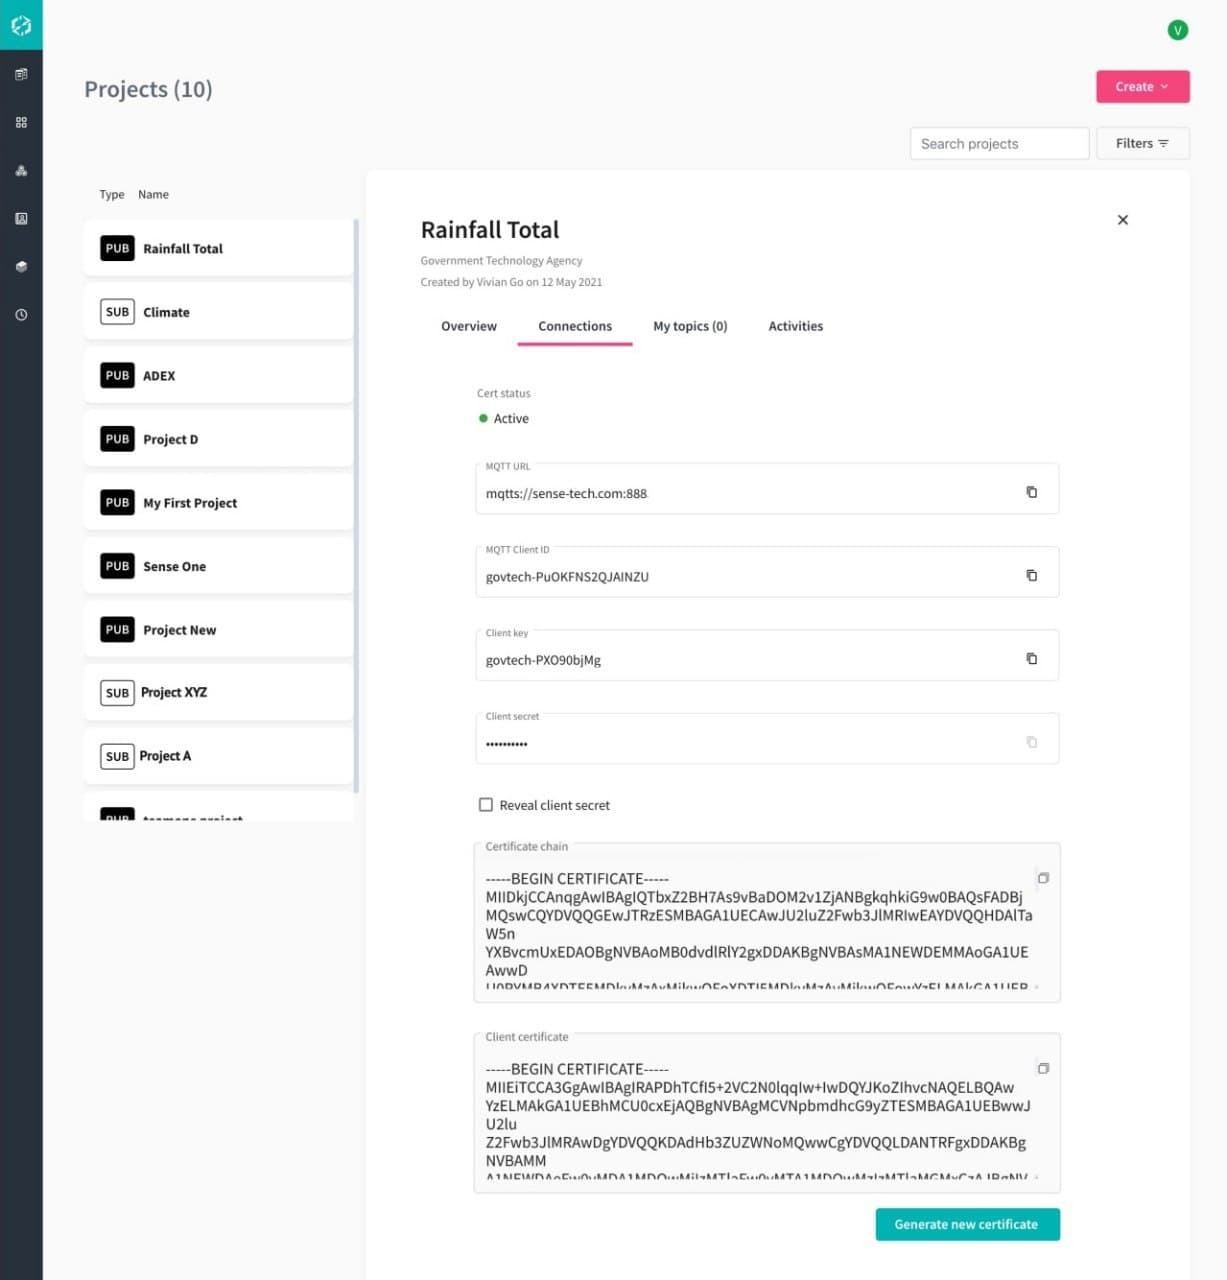 V
Projects (10)
Create
Search projects
Filters
Type Name
PUB Rainfall Total
SUB Climate
PUB ADEX
PUB Project D
PUB My First Project
PUB Sense One
PUB Project New
SUB Project XYZ
SUB Project A
PUB teamone project
Rainfall Total
Government Technology Agency
Created by Vivian Go on 12 May 2021
Overview Connections My topics (0) Activities
Cert status
Active
MQTT URL
mqtts://sense-tech.com:888
MQTT Client ID
govtech-PuOKFNS2QJAINZU
Client key
govtech-PXO90bjMg
Client secret
••••••••••
Reveal client secret
Certificate chain
-----BEGIN CERTIFICATE-----
MIIDkjCCAnqgAwIBAgIQTbxZ2BH7As9vBaDOM2v1ZjANBgkqhkiG9w0BAQsFADBj
MQswCQYDVQQGEwJTRzESMBAGA1UECAwJU2luZ2Fwb3JlMRIwEAYDVQQHDAlTa
W5n
YXBvcmUxEDAOBgNVBAoMB0dvdlRlY2gxDDAKBgNVBAsMA1NEWDEMMAoGA1UE
AwwD
Client certificate
-----BEGIN CERTIFICATE-----
MIIEiTCCA3GgAwIBAgIRAPDhTCfI5+2VC2N0lqqIw+IwDQYJKoZIhvcNAQELBQAw
YzELMAkGA1UEBhMCU0cxEjAQBgNVBAgMCVNpbmdhcG9yZTESMBAGA1UEBwwJ
U2lu
Z2Fwb3JlMRAwDgYDVQQKDAdHb3ZUZWNoMQwwCgYDVQQLDANTRFgxDDAKBg
NVBAMM
Generate new certificate